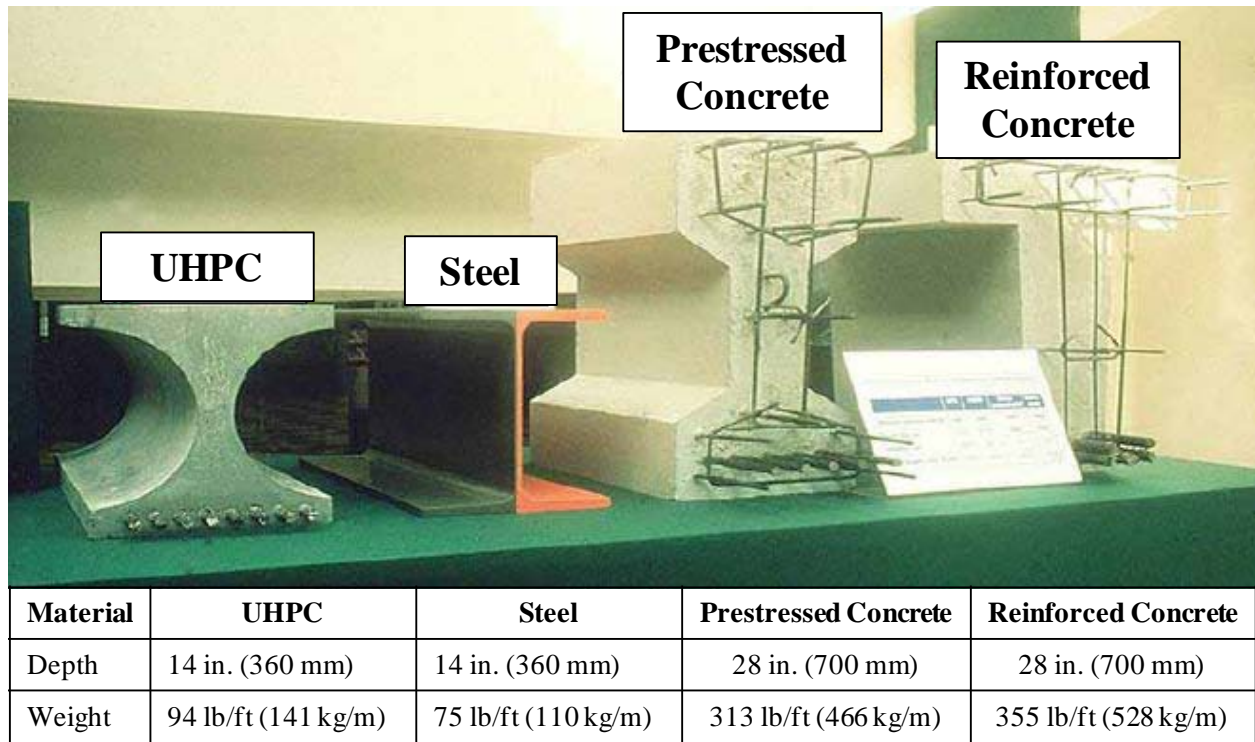 Prestressed
Concrete
Reinforced
Concrete
UHPC
Steel
Material UHPC Steel Prestressed Concrete Reinforced Concrete
Depth 14 in. (360 mm) 14 in. (360 mm) 28 in. (700 mm) 28 in. (700 mm)
Weight 94 lb/ft (141 kg/m) 75 lb/ft (110 kg/m) 313 lb/ft (466 kg/m) 355 lb/ft (528 kg/m)